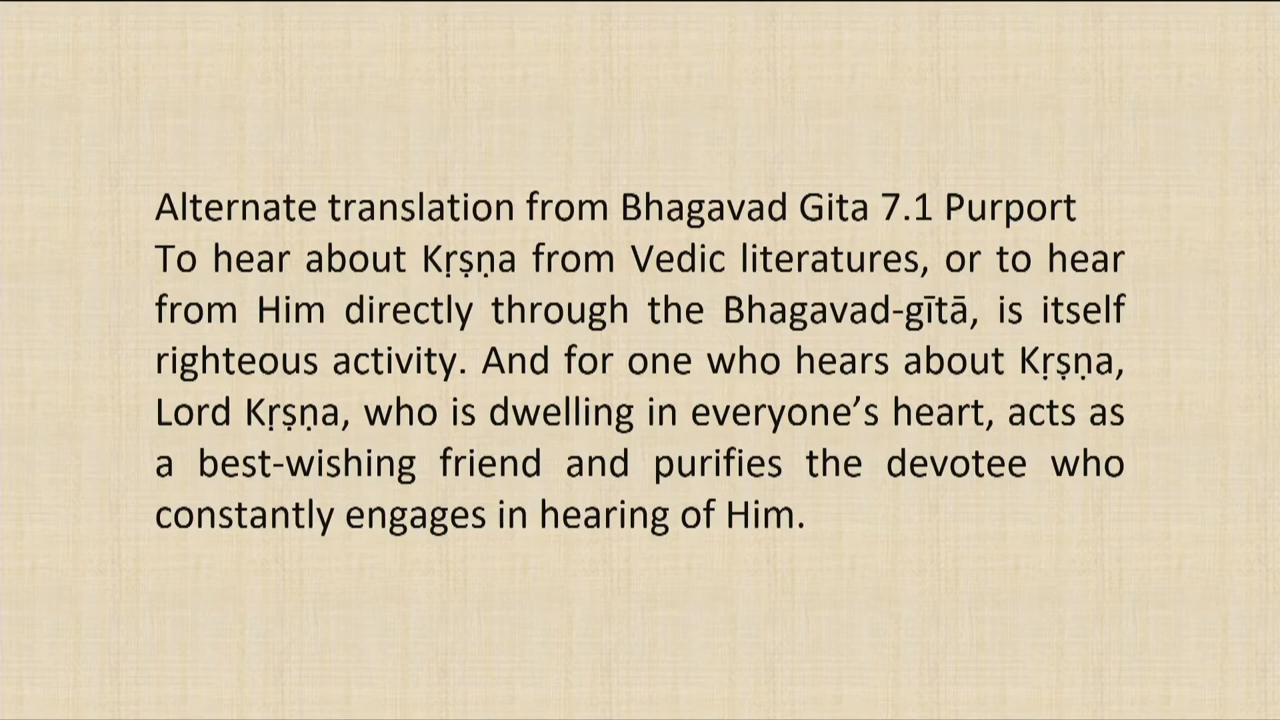 Alternate translation from Bhagavad Gita 7.1 Purport
To hear about Kṛṣṇa from Vedic literatures, or to hear
from Him directly through the Bhagavad-gītā, is itself
righteous activity. And for one who hears about Kṛṣṇa,
Lord Kṛṣṇa, who is dwelling in everyone’s heart, acts as
a best-wishing friend and purifies the devotee who
constantly engages in hearing of Him.